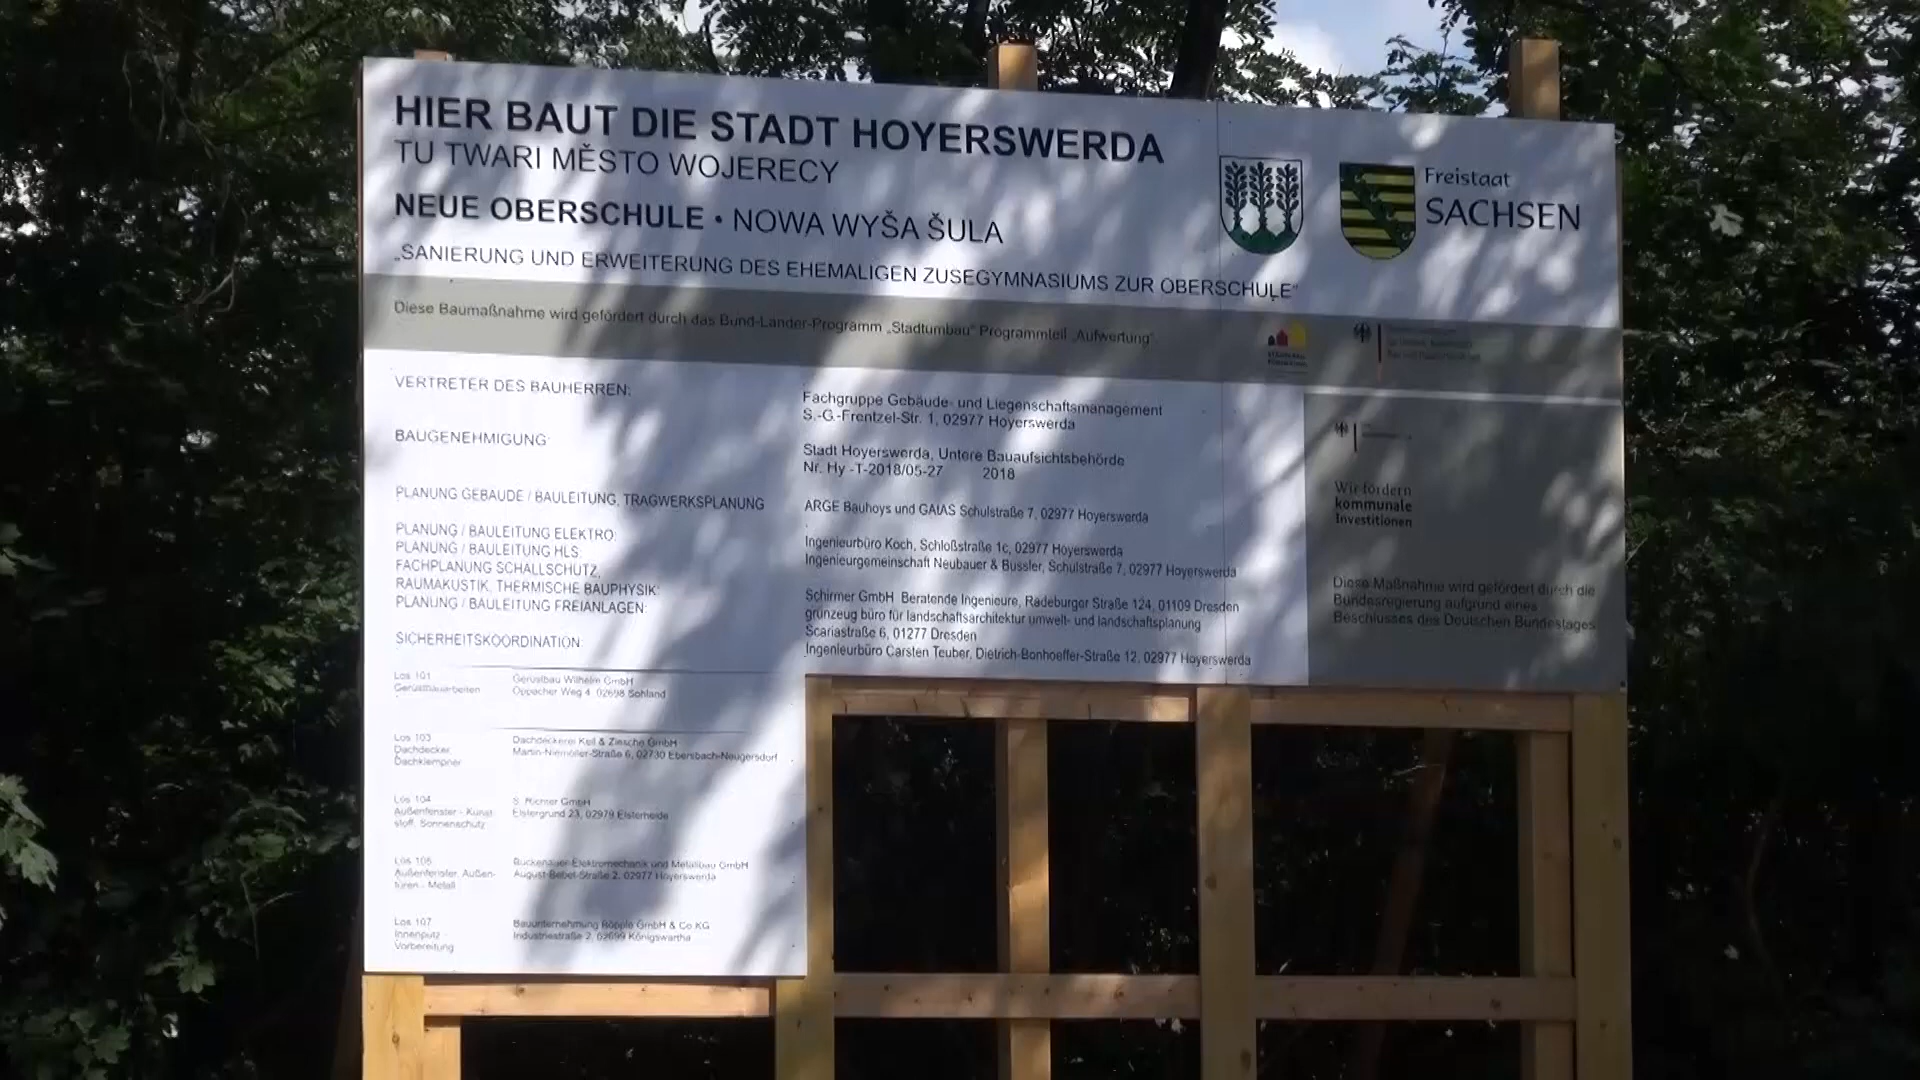 HIER BAUT DIE STADT HOYERSWERDA
TU TWARI MĚSTO WOJERECY
NEUE OBERSCHULE • NOWA WYŠA ŠULA
„SANIERUNG UND ERWEITERUNG DES EHEMALIGEN ZUSEGYMNASIUMS ZUR OBERSCHULE“
Freistaat
SACHSEN
Diese Baumaßnahme wird gefördert durch das Bund-Länder-Programm „Stadtumbau“ Programmteil „Aufwertung“.
VERTRETER DES BAUHERREN:
Fachgruppe Gebäude- und Liegenschaftsmanagement
S.-G.-Frentzel-Str. 1, 02977 Hoyerswerda
BAUGENEHMIGUNG:
Stadt Hoyerswerda, Untere Bauaufsichtsbehörde
Nr. Hy -T-2018/05-27 2018
PLANUNG GEBÄUDE / BAULEITUNG, TRAGWERKSPLANUNG
ARGE Bauhoys und GAIAS Schulstraße 7, 02977 Hoyerswerda
PLANUNG / BAULEITUNG ELEKTRO:
PLANUNG / BAULEITUNG HLS:
FACHPLANUNG SCHALLSCHUTZ,
RAUMAKUSTIK, THERMISCHE BAUPHYSIK:
PLANUNG / BAULEITUNG FREIANLAGEN:
SICHERHEITSKOORDINATION:
Ingenieurbüro Koch, Schloßstraße 1c, 02977 Hoyerswerda
Ingenieurgemeinschaft Neubauer & Bussler, Schulstraße 7, 02977 Hoyerswerda
Schirmer GmbH Beratende Ingenieure, Radeburger Straße 124, 01109 Dresden
grünzeug büro für landschaftsarchitektur umwelt- und landschaftsplanung
Scariastraße 6, 01277 Dresden
Ingenieurbüro Carsten Teuber, Dietrich-Bonhoeffer-Straße 12, 02977 Hoyerswerda
Wir fördern
kommunale
Investitionen
Diese Maßnahme wird gefördert durch die
Bundesregierung aufgrund eines
Beschlusses des Deutschen Bundestages
Los 101
Gerüstbauarbeiten
Gerüstbau Wilhelm GmbH
Oppacher Weg 4, 02698 Sohland
Los 103
Dachdecker,
Dachklempner
Dachdeckerei Keil & Ziesche GmbH
Martin-Niemöller-Straße 6, 02730 Ebersbach-Neugersdorf
Los 104
Außenfenster - Kunst-
stoff, Sonnenschutz
S. Richter GmbH
Elstergrund 23, 02979 Elsterheide
Los 106
Außenfenster, Außen-
türen - Metall
Elektromechanik und Metallbau GmbH
August-Bebel-Straße 2, 02977 Hoyerswerda
Los 107
Innenputz -
Vorbereitung
Bauunternehmung Böpple GmbH & Co KG
Industriestraße 2, 02699 Königswartha